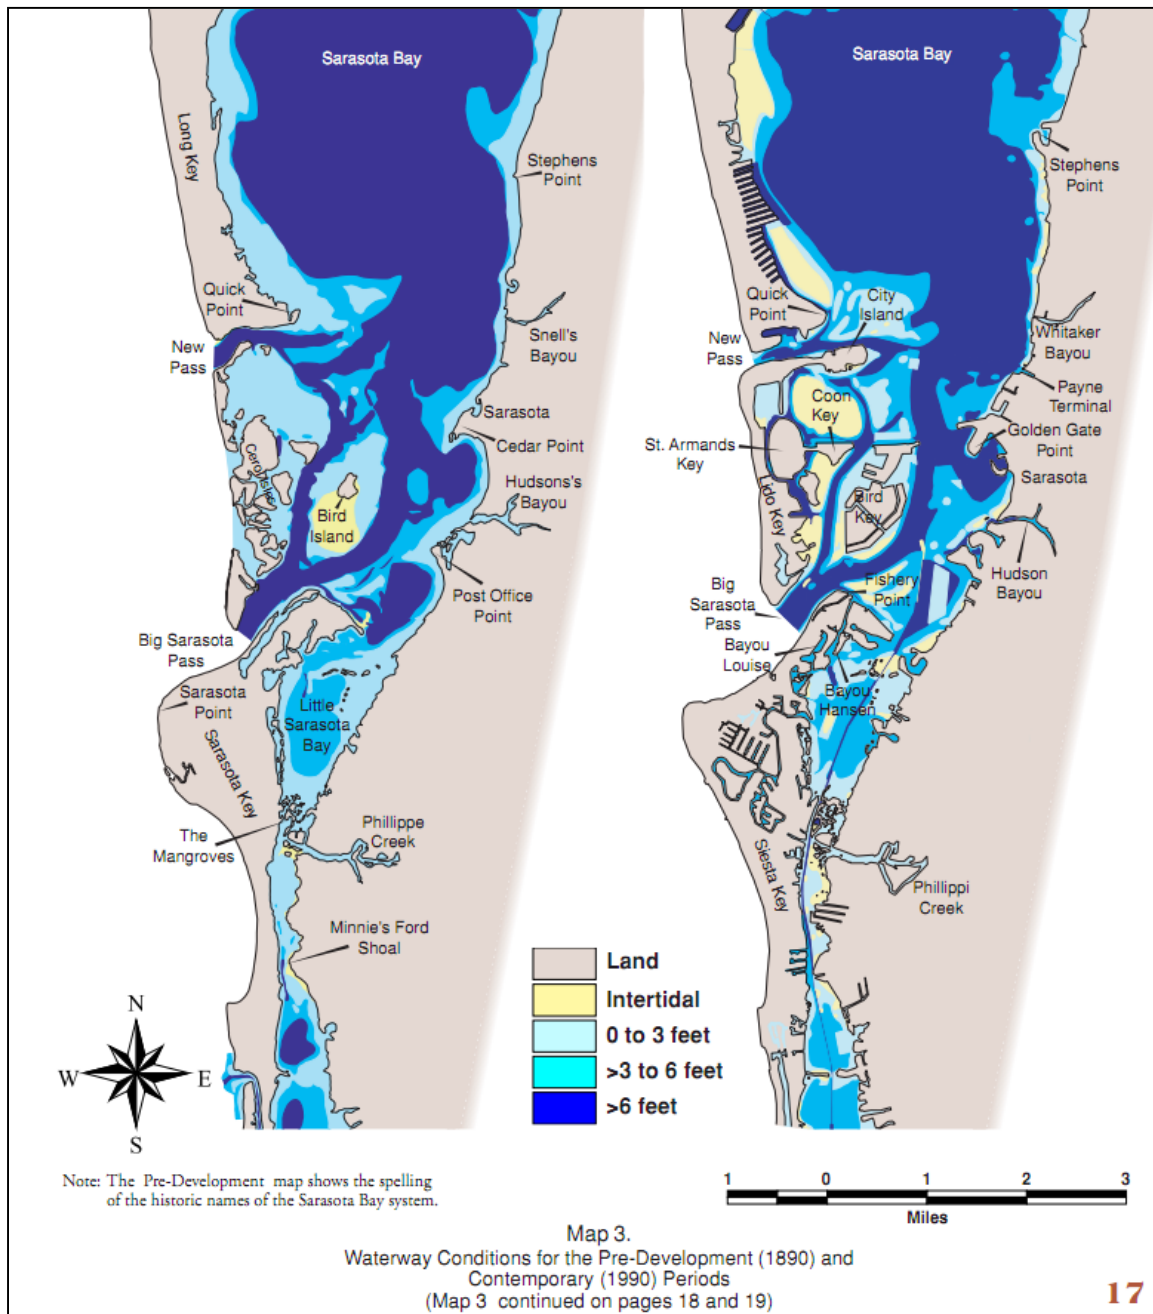 Sarasota Bay
Long Key
Stephens
Point
Quick
Point
New
Pass
Snell's
Bayou
Sarasota
Cedar Point
Hudsons's
Bayou
Bird
Island
Post Office
Point
Big Sarasota
Pass
Sarasota
Point
Little
Sarasota
Bay
Sarasota Key
The
Mangroves
Phillippe
Creek
Minnie's Ford
Shoal
N
W
E
S
Sarasota Bay
Stephens
Point
Quick
Point
City
Island
New
Pass
Whitaker
Bayou
Payne
Terminal
Coon
Key
St. Armands
Key
Golden Gate
Point
Sarasota
Lido Key
Bird
Key
Hudson
Bayou
Big
Sarasota
Pass
Fishery
Point
Bayou
Louise
Bayou
Hansen
Siesta Key
Phillippi
Creek
Land
Intertidal
0 to 3 feet
>3 to 6 feet
>6 feet
Note: The Pre-Development map shows the spelling
of the historic names of the Sarasota Bay system.
1 0 1 2 3
Miles
Map 3.
Waterway Conditions for the Pre-Development (1890) and
Contemporary (1990) Periods
(Map 3 continued on pages 18 and 19)
17